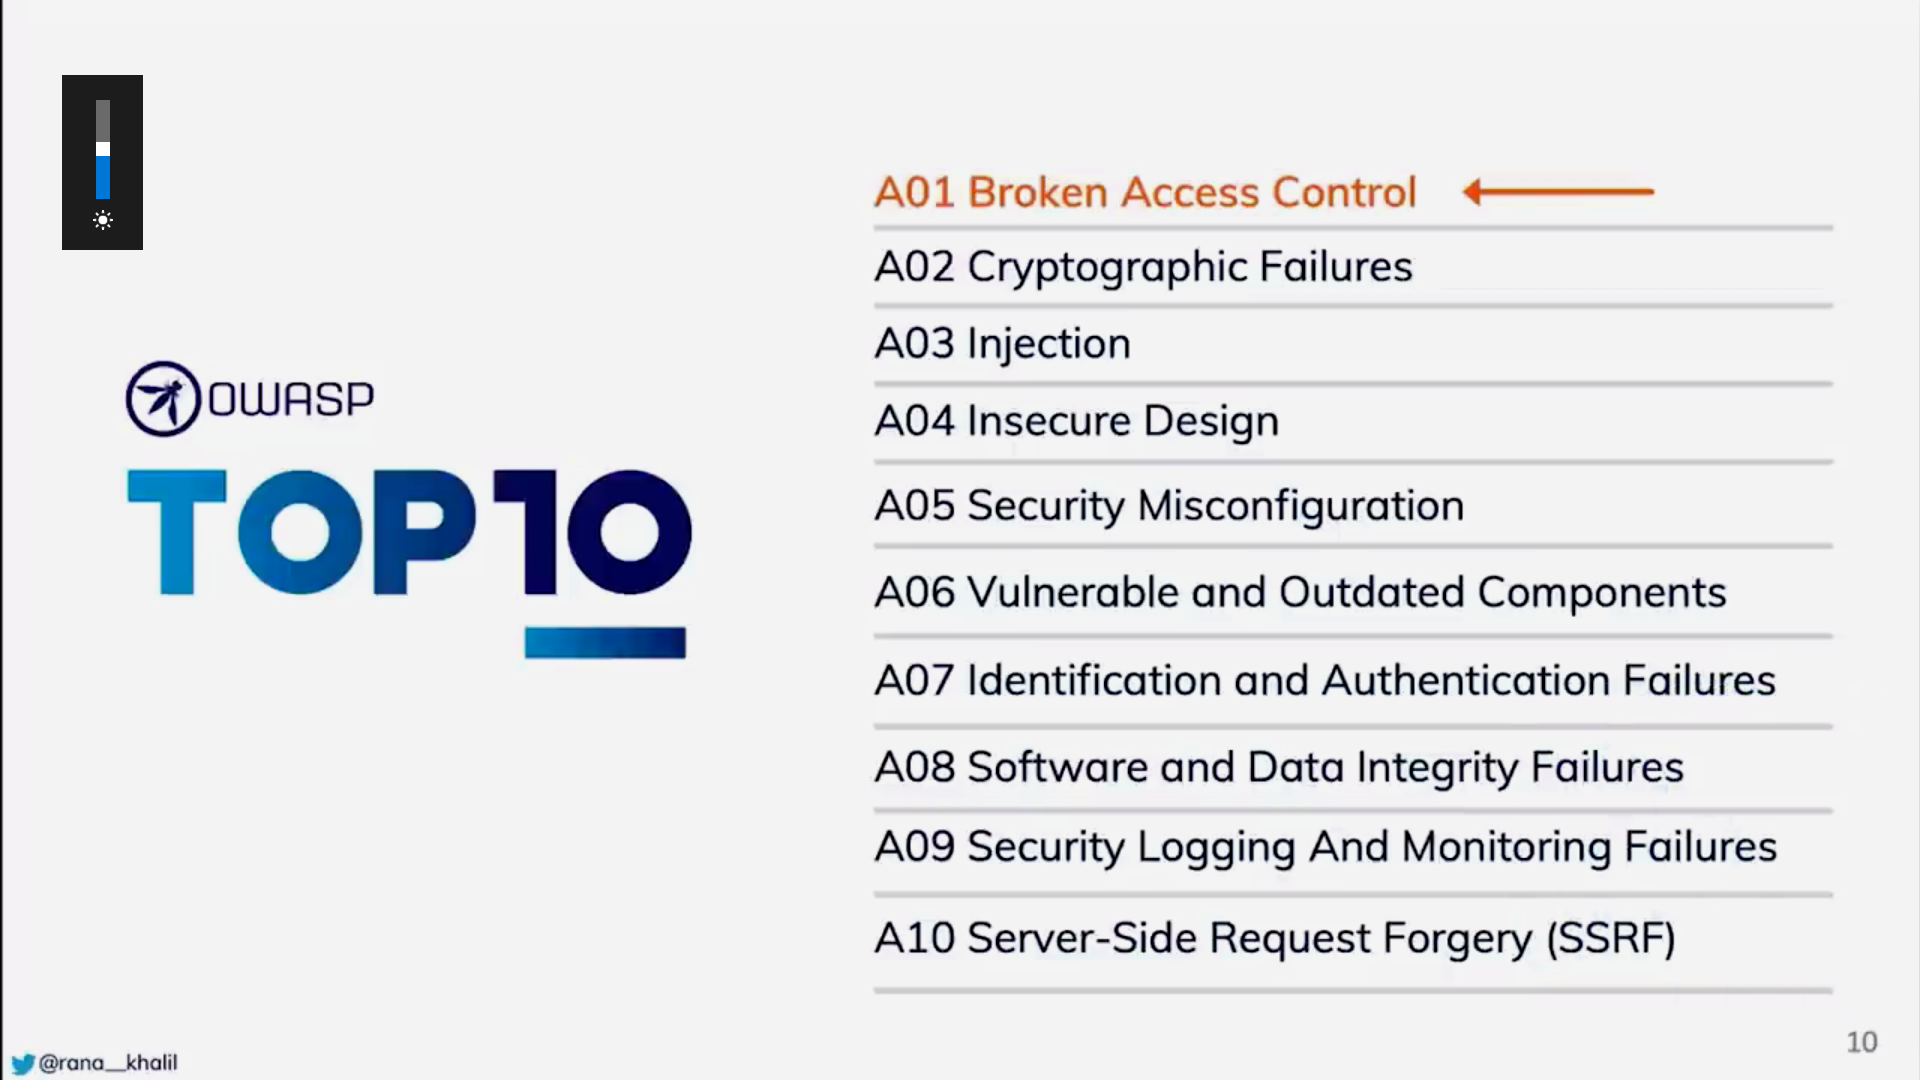 OWASP
TOP10
A01 Broken Access Control
A02 Cryptographic Failures
A03 Injection
A04 Insecure Design
A05 Security Misconfiguration
A06 Vulnerable and Outdated Components
A07 Identification and Authentication Failures
A08 Software and Data Integrity Failures
A09 Security Logging And Monitoring Failures
A10 Server-Side Request Forgery (SSRF)
@rana__khalil
10